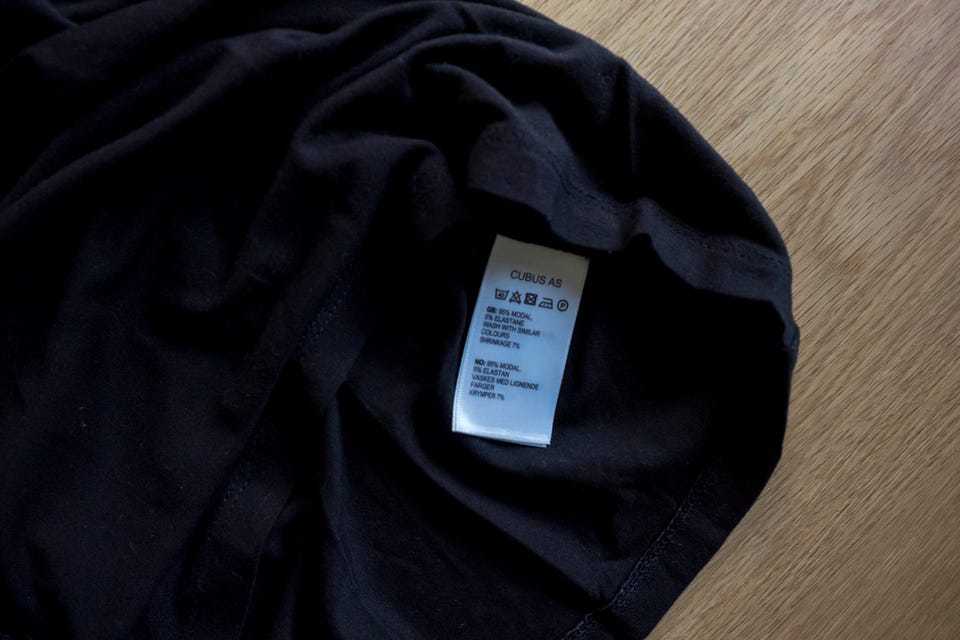 CUBUS AS
P
GB: 95% MODAL,
5% ELASTANE
WASH WITH SIMILAR
COLOURS
SHRINKAGE 7%
NO: 95% MODAL,
5% ELASTAN
VASKES MED LIGNENDE
FARGER
KRYMPER 7%